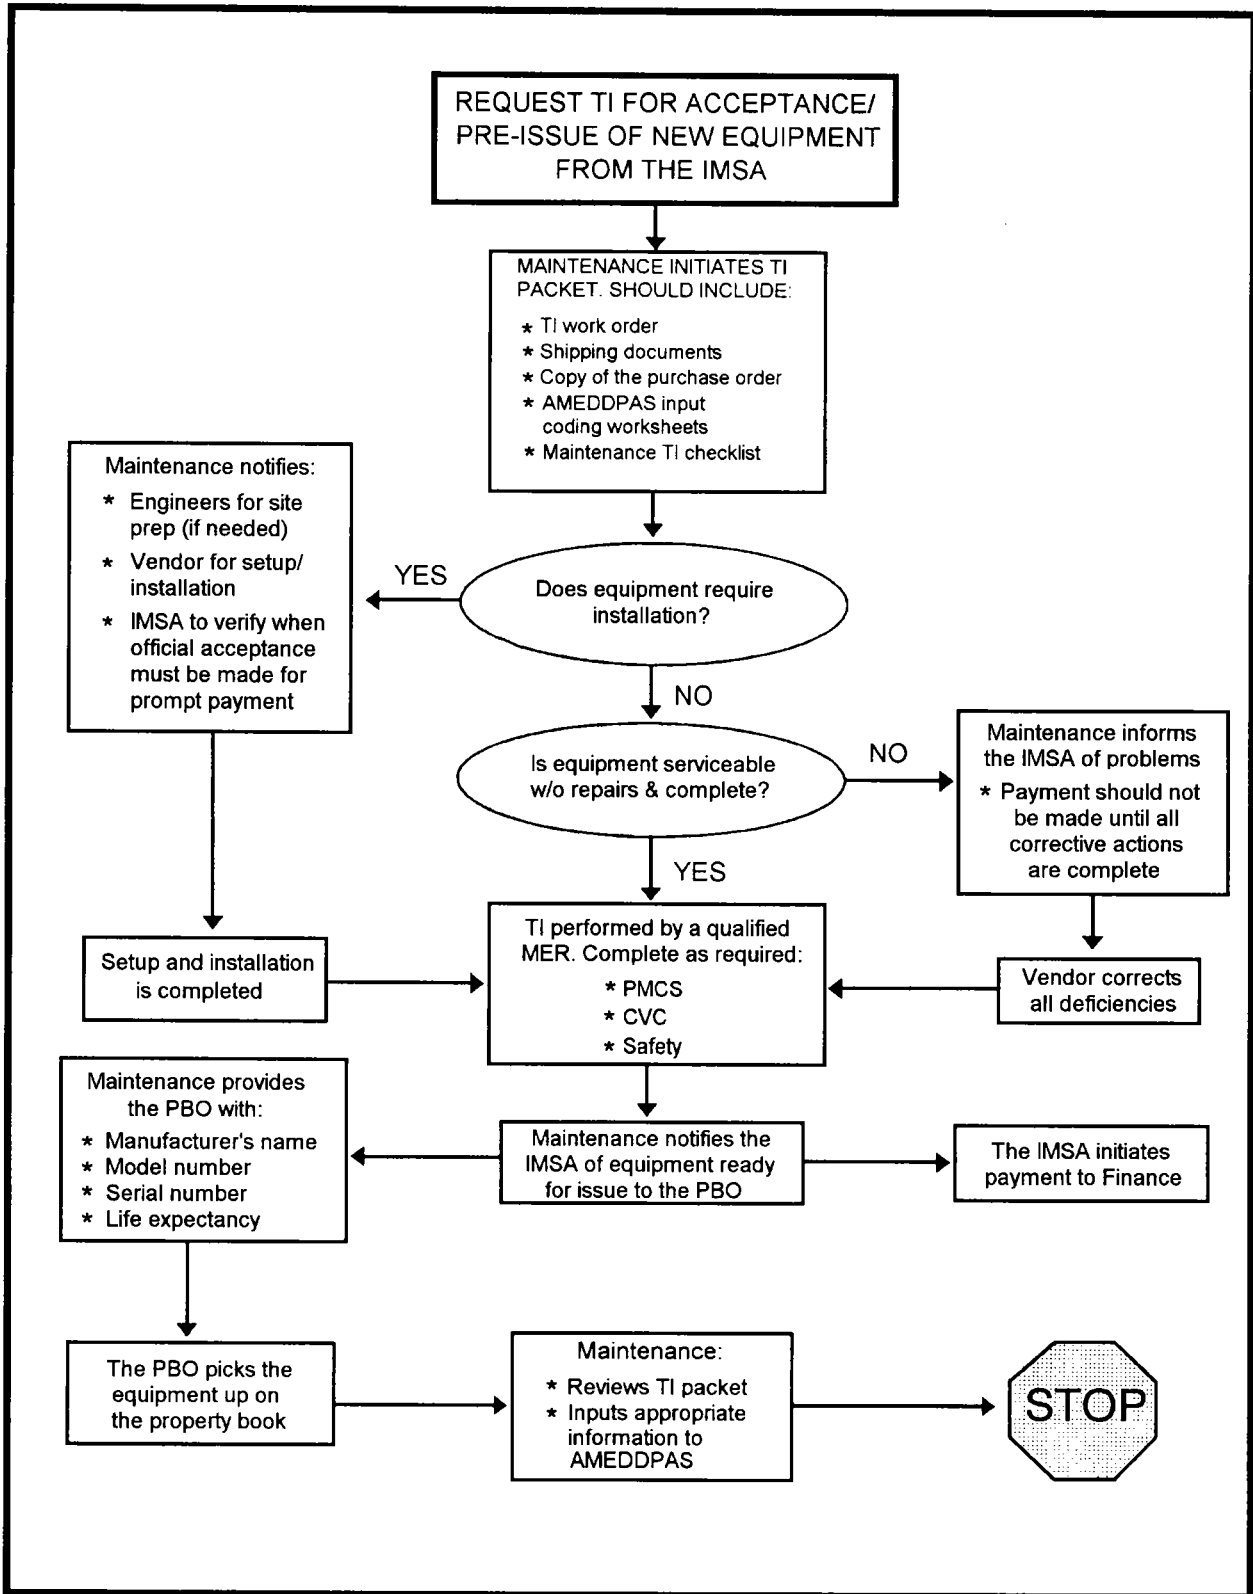 REQUEST TI FOR ACCEPTANCE/
PRE-ISSUE OF NEW EQUIPMENT
FROM THE IMSA
MAINTENANCE INITIATES TI
PACKET. SHOULD INCLUDE:
* TI work order
* Shipping documents
* Copy of the purchase order
* AMEDDPAS input
coding worksheets
* Maintenance TI checklist
Does equipment require
installation?
YES
Maintenance notifies:
* Engineers for site
prep (if needed)
* Vendor for setup/
installation
* IMSA to verify when
official acceptance
must be made for
prompt payment
NO
Is equipment serviceable
w/o repairs & complete?
NO
Maintenance informs
the IMSA of problems
* Payment should not
be made until all
corrective actions
are complete
YES
Setup and installation
is completed
TI performed by a qualified
MER. Complete as required:
* PMCS
* CVC
* Safety
Vendor corrects
all deficiencies
Maintenance provides
the PBO with:
* Manufacturer's name
* Model number
* Serial number
* Life expectancy
Maintenance notifies the
IMSA of equipment ready
for issue to the PBO
The IMSA initiates
payment to Finance
The PBO picks the
equipment up on
the property book
Maintenance:
* Reviews TI packet
* Inputs appropriate
information to
AMEDDPAS
STOP